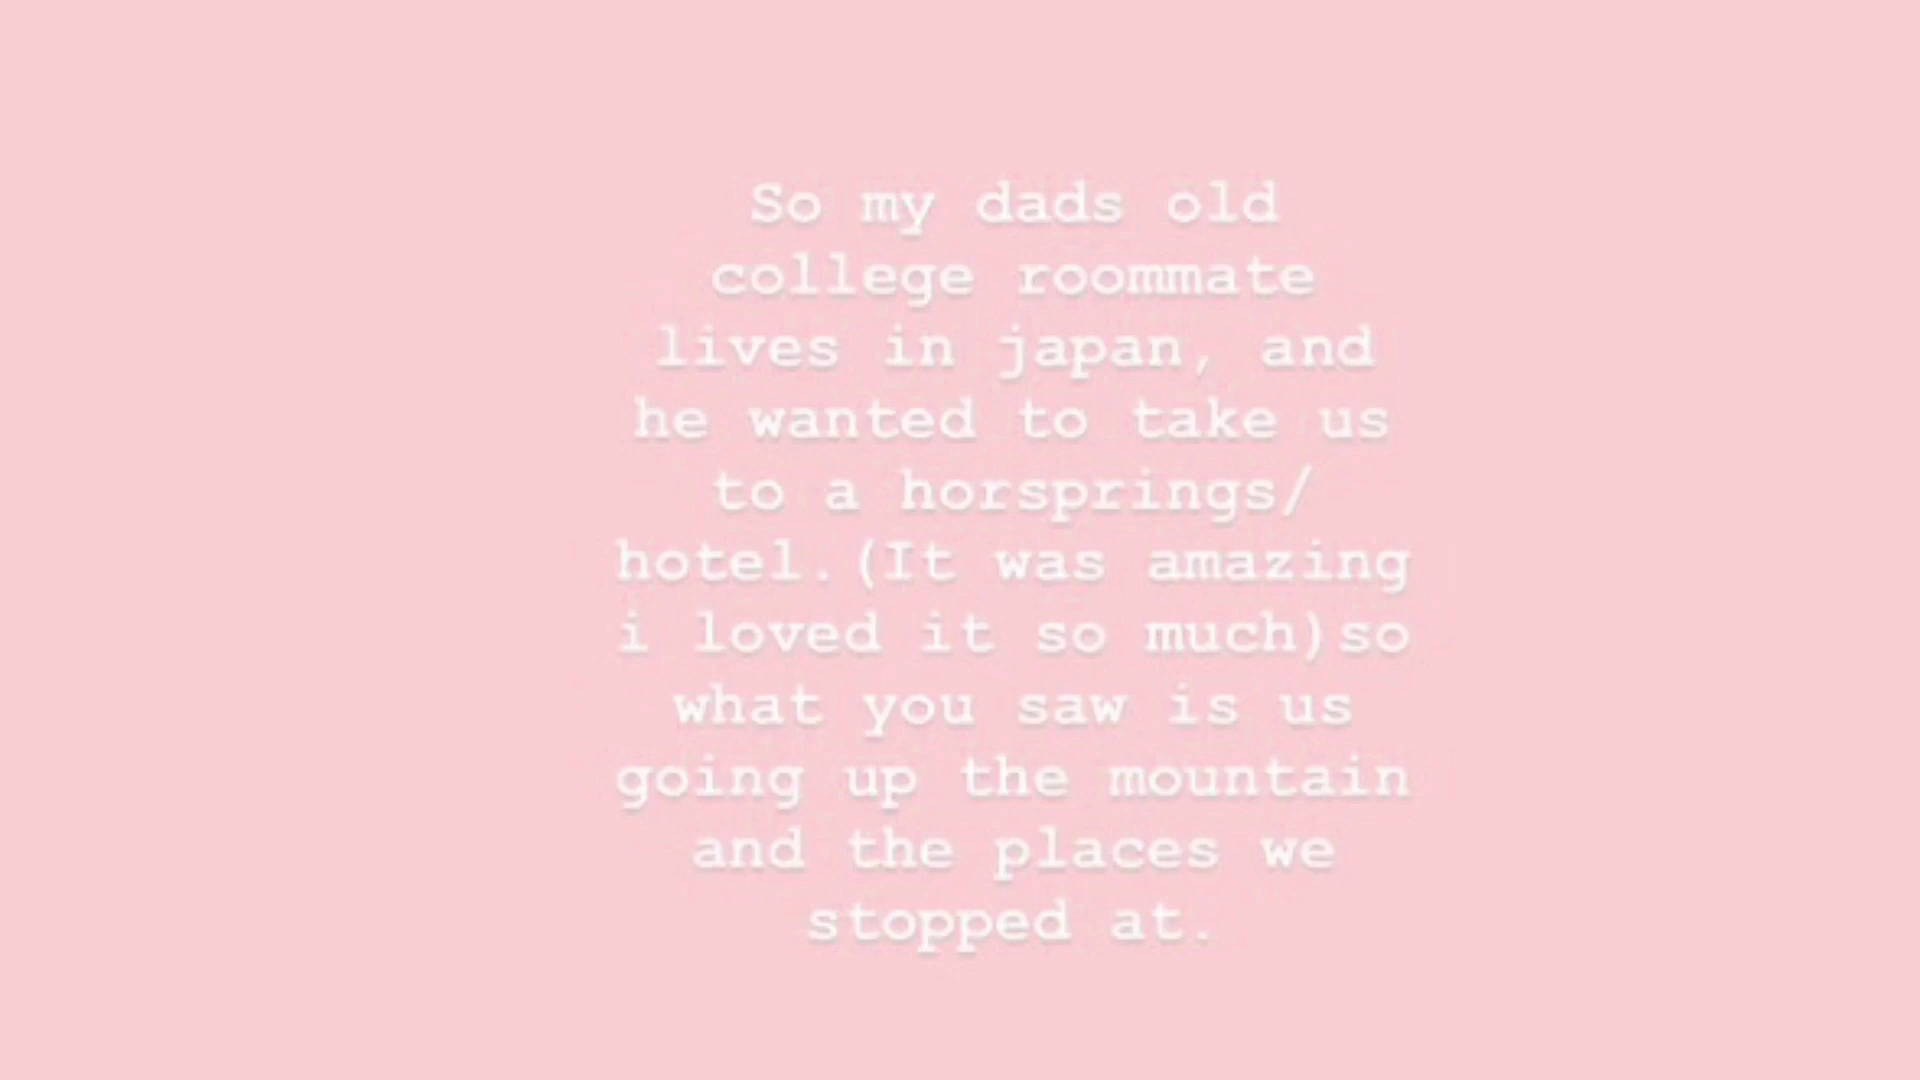 So my dads old
college roommate
lives in japan, and
he wanted to take us
to a horsprings/
hotel.(It was amazing
i loved it so much)so
what you saw is us
going up the mountain
and the places we
stopped at.